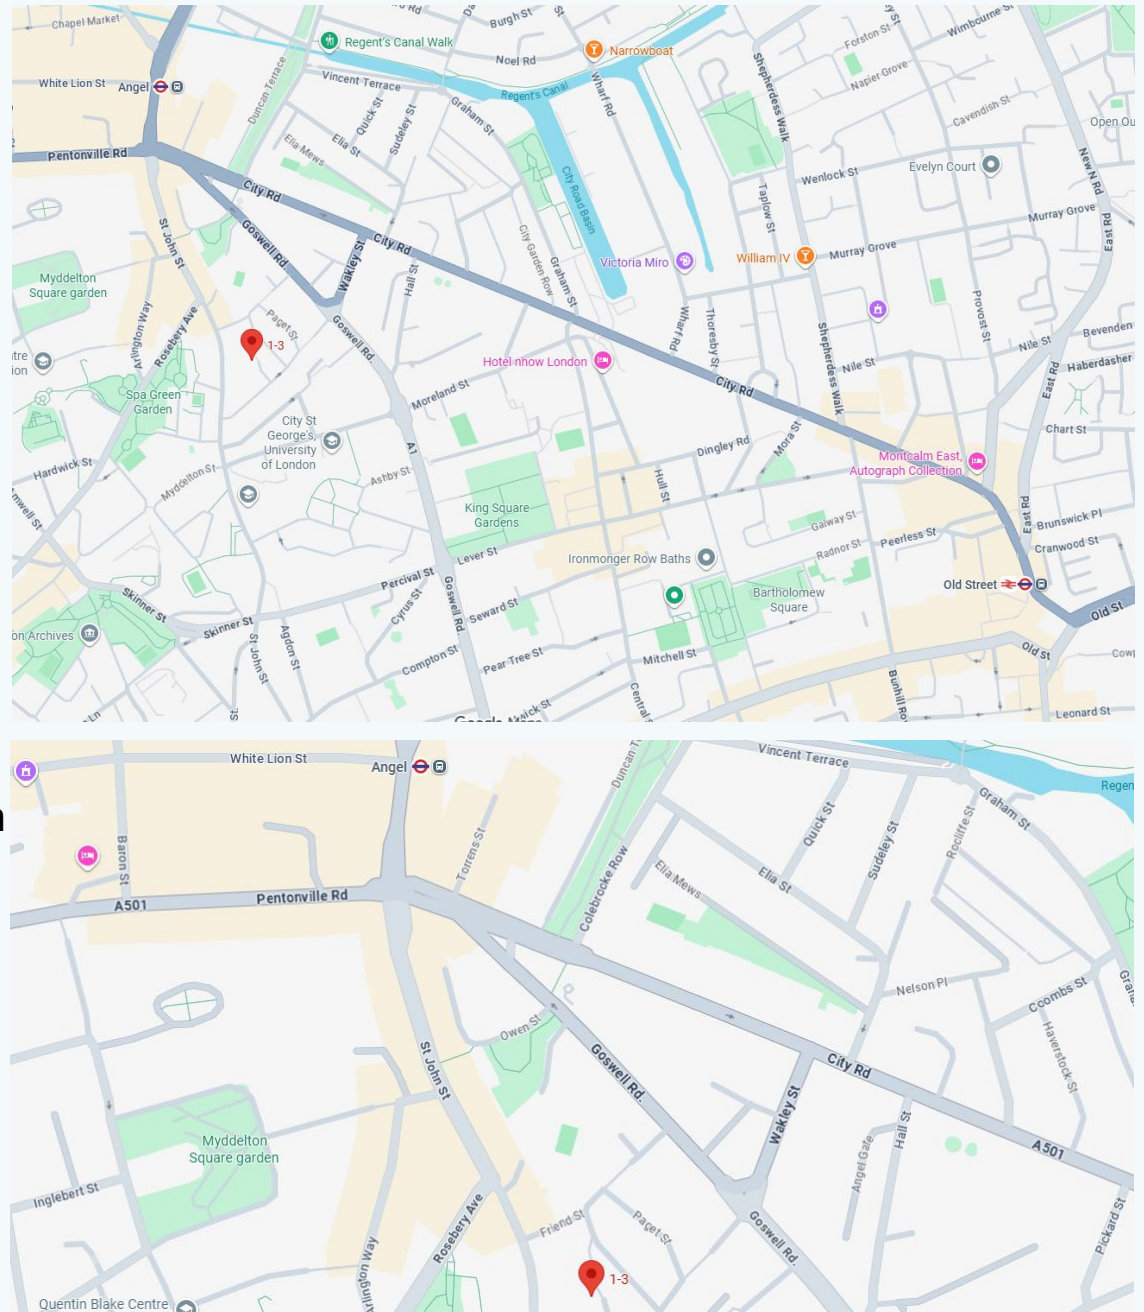 Chapel Market
Burgh St
Regent's Canal Walk
Narrowboat
Noel Rd
Forston St
Wimbourne St
Napier Grove
White Lion St
Angel
Vincent Terrace
Regent's Canal
Wharf Rd
Shepherdess Walk
Duncan Terrace
Quick St
Sudeley St
Graham St
Cavendish St
Open Ou
Elia St
Elia Mews
Pentonville Rd
City Rd
City Road Basin
Wenlock St
Evelyn Court
New N Rd
Taplow St
Murray Grove
East Rd
St John St
Goswell Rd
Wakley St
City Rd
Hall St
City Garden Row
Graham St
Victoria Miro
William IV
Murray Grove
Myddelton
Square garden
Arlington Way
Rosebery Ave
Paget St
1-3
Goswell Rd.
Wharf Rd
Thoresby St
Shepherdess Walk
Provost St
Nile St
Bevenden
Haberdasher
Hotel nhow London
City Rd
Nile St
East Rd
tre
ion
Spa Green
Garden
Moreland St
City St
George's,
University
of London
A1
Dingley Rd
Mora St
Chart St
Montcalm East,
Autograph Collection
Hardwick St
Myddelton St
Ashby St
Hull St
King Square
Gardens
Galway St
East Rd
Brunswick Pl
Lever St
Ironmonger Row Baths
Radnor St
Peerless St
Cranwood St
Percival St
Goswell Rd
Old Street
Skinner St
Cyrus St
Seward St
Bartholomew
Square
Old St
on Archives
Skinner St
St John St
Agdon St
Compton St
Pear Tree St
Mitchell St
Old St
Bunhill Ro
Leonard St
White Lion St
Angel
Vincent Terrace
Regen
Duncan T
Graham St
Baron St
Torrens St
Quick St
Sudeley St
Rocliffe St
Colebrooke Row
Elia Mews
Elia St
A501
Pentonville Rd
Nelson Pl
Coombs St
Owen St
Haverstock St
St John St
Goswell Rd.
City Rd
Wakley St
Hall St
Angel Gate
A501
Myddelton
Square garden
Inglebert St
Rosebery Ave
Friend St
Paget St
Goswell Rd.
Pickard St
Arlington Way
1-3
Quentin Blake Centre